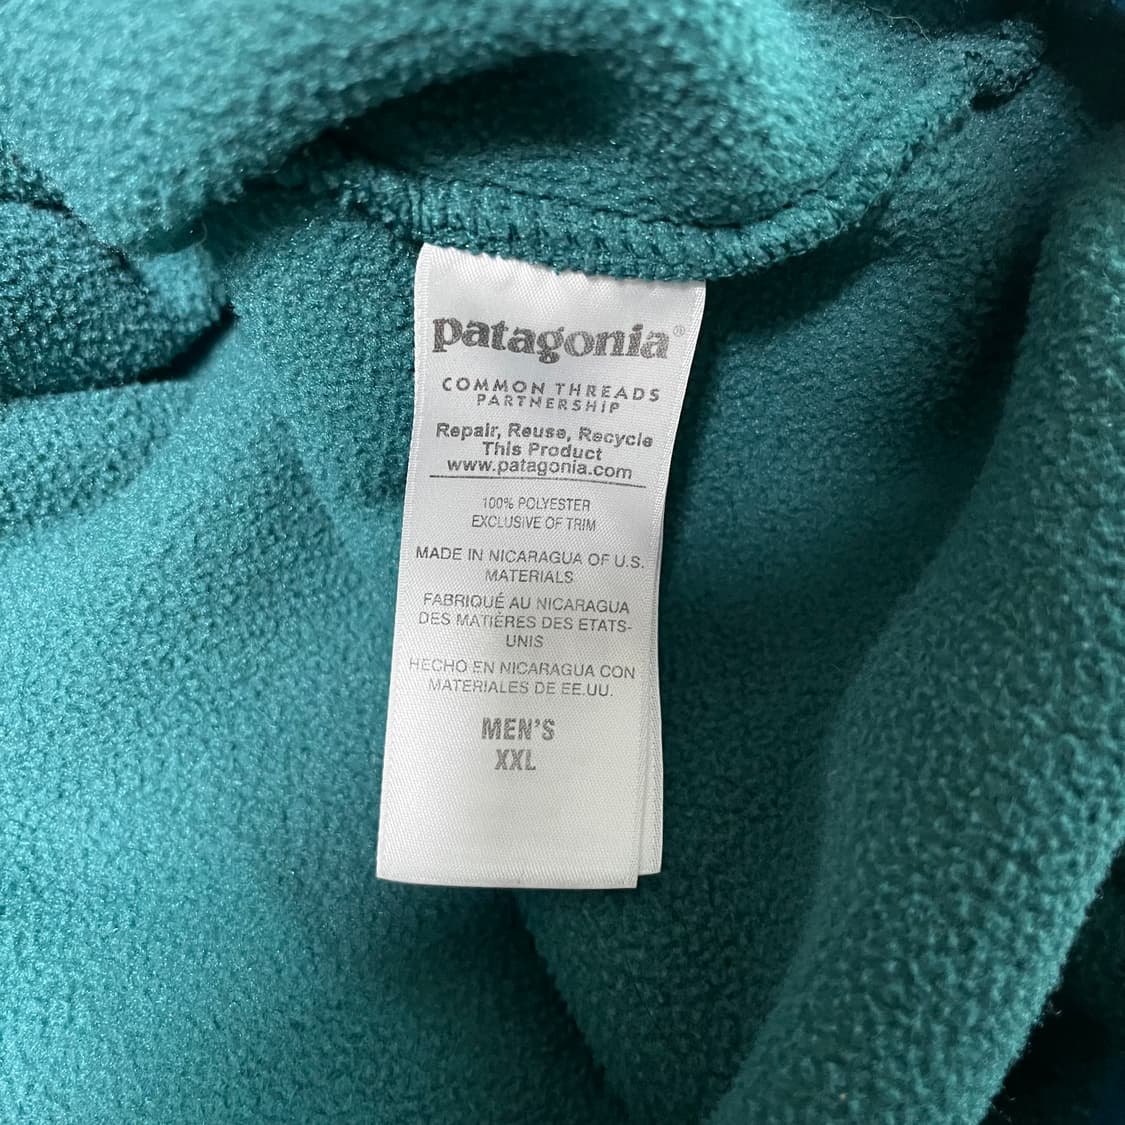 patagonia®
COMMON THREADS
PARTNERSHIP
Repair, Reuse, Recycle
This Product
www.patagonia.com
100% POLYESTER
EXCLUSIVE OF TRIM
MADE IN NICARAGUA OF U.S.
MATERIALS
FABRIQUÉ AU NICARAGUA
DES MATIÈRES DES ETATS-
UNIS
HECHO EN NICARAGUA CON
MATERIALES DE EE.UU.
MEN'S
XXL